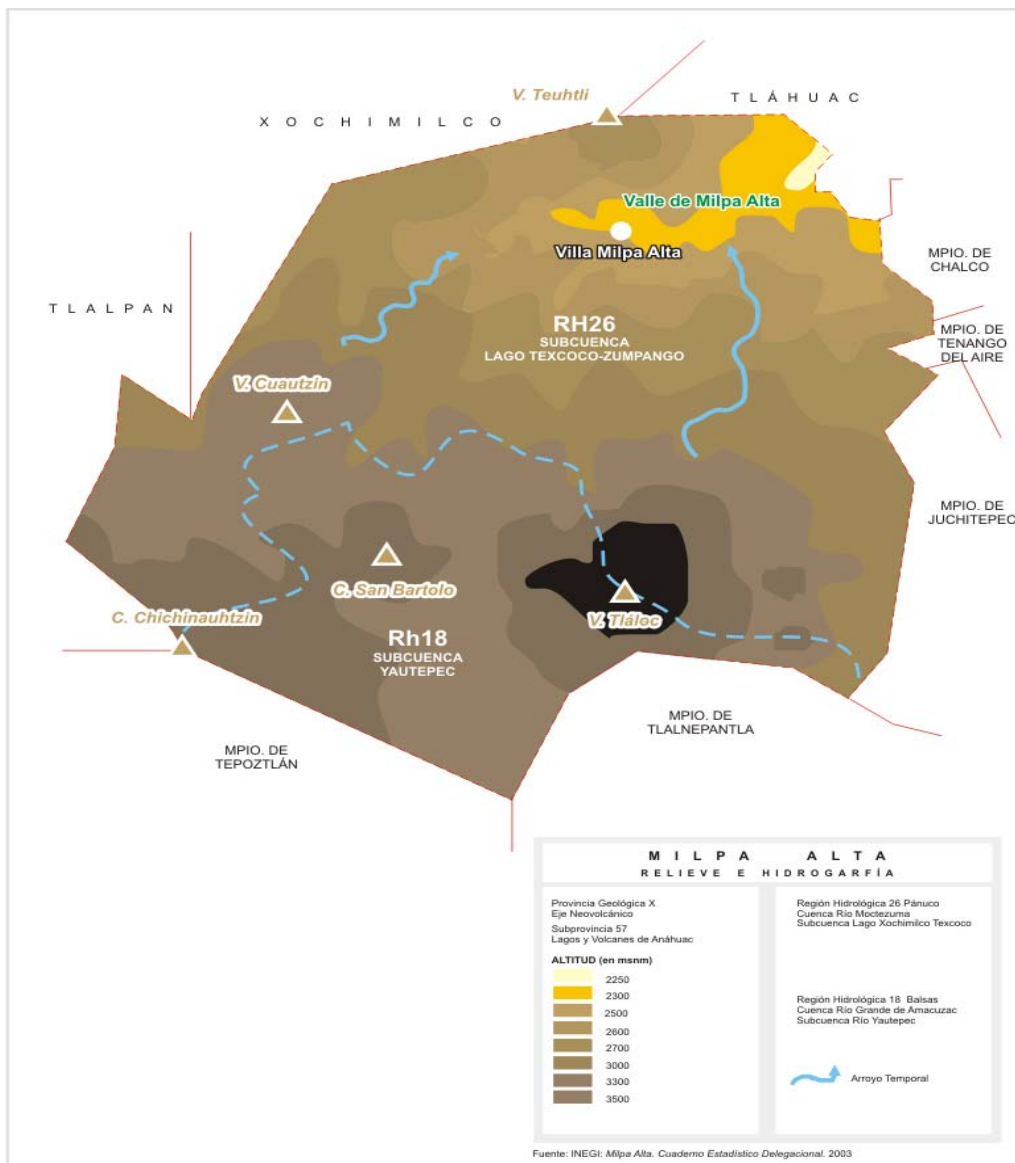 V. Teuhtli
TLÁHUAC
XOCHIMILCO
Valle de Milpa Alta
Villa Milpa Alta
MPIO. DE
CHALCO
TLALPAN
RH26
SUBCUENCA
LAGO TEXCOCO-ZUMPANGO
MPIO. DE
TENANGO
DEL AIRE
V. Cuautzin
MPIO. DE
JUCHITEPEC
C. San Bartolo
V. Tláloc
C. Chichinauhtzin
Rh18
SUBCUENCA
YAUTEPEC
MPIO. DE
TLALNEPANTLA
MPIO. DE
TEPOZTLÁN
MILPA ALTA
RELIEVE E HIDROGARFÍA
Provincia Geológica X
Eje Neovolcánico
Subprovincia 57
Lagos y Volcanes de Anáhuac
ALTITUD (en msnm)
2250
2300
2500
2600
2700
3000
3300
3500
Región Hidrológica 26 Pánuco
Cuenca Río Moctezuma
Subcuenca Lago Xochimilco Texcoco
Región Hidrológica 18 Balsas
Cuenca Río Grande de Amacuzac
Subcuenca Río Yautepec
Arroyo Temporal
Fuente: INEGI: Milpa Alta. Cuaderno Estadístico Delegacional. 2003